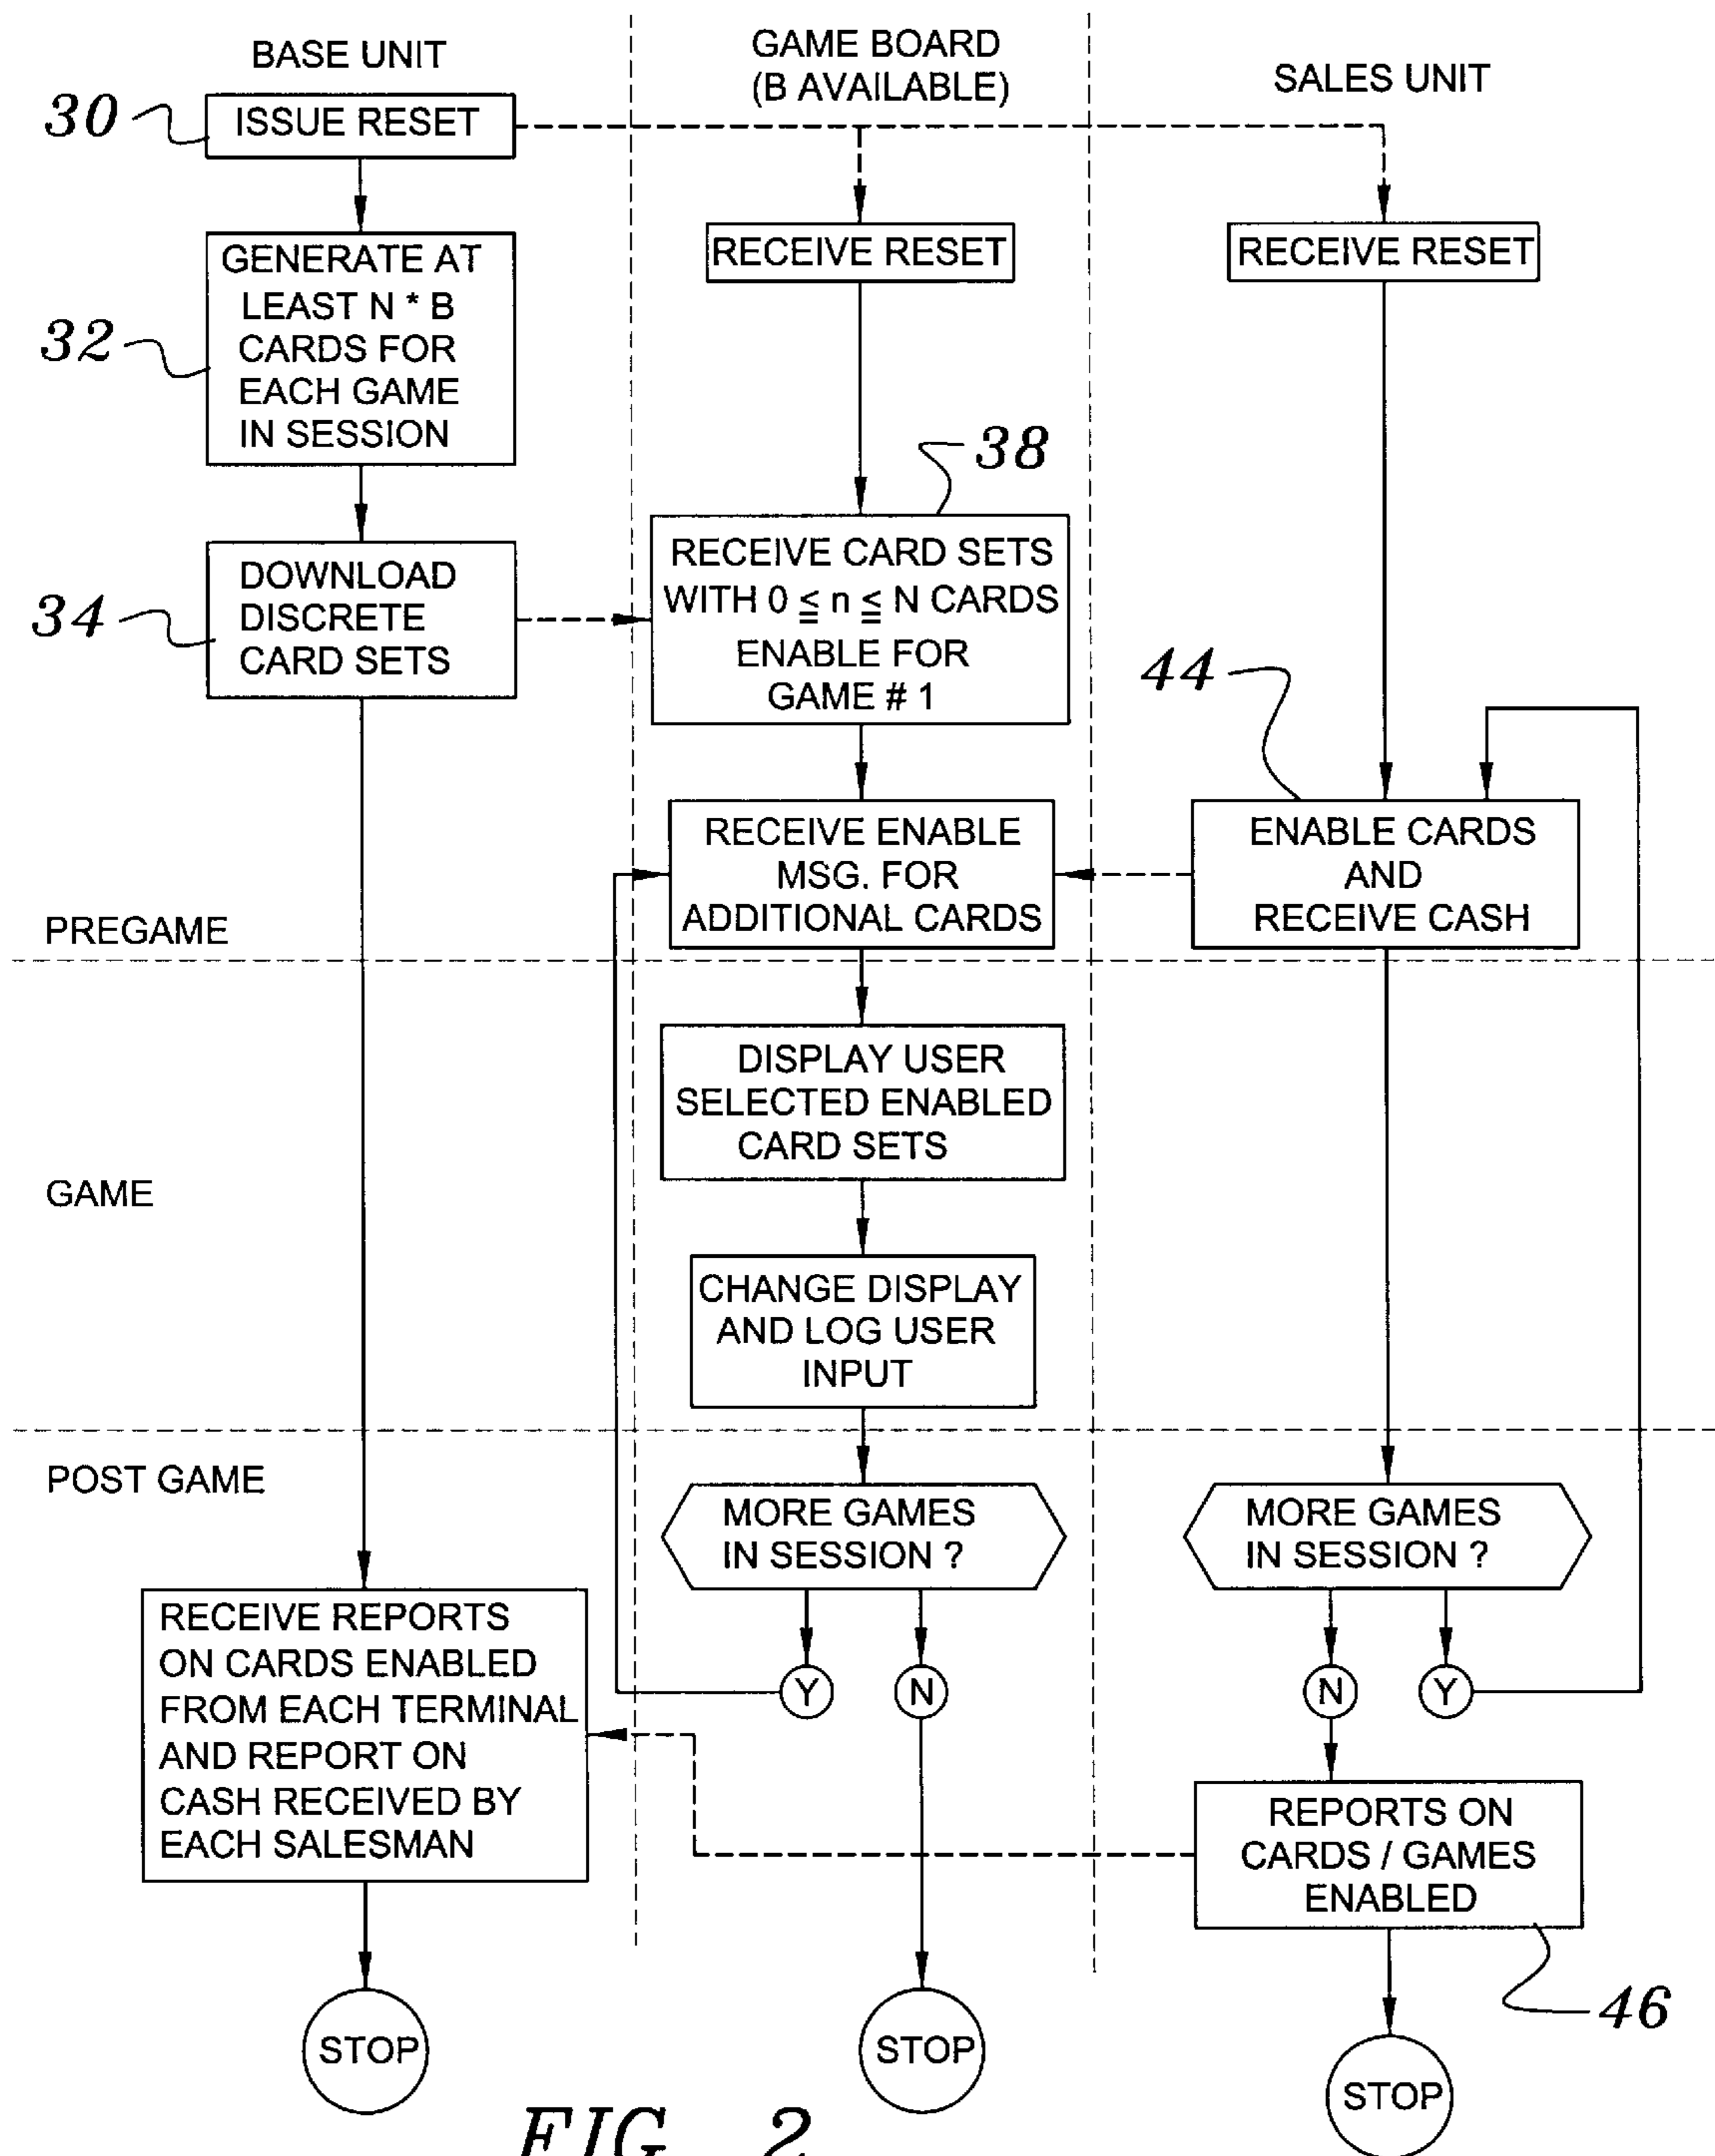 BASE UNIT
GAME BOARD
(B AVAILABLE)
SALES UNIT
30
ISSUE RESET
RECEIVE RESET
RECEIVE RESET
32
GENERATE AT
LEAST N * B
CARDS FOR
EACH GAME
IN SESSION
38
34
DOWNLOAD
DISCRETE
CARD SETS
RECEIVE CARD SETS
WITH 0 ≦ n ≦ N CARDS
ENABLE FOR
GAME # 1
44
RECEIVE ENABLE
MSG. FOR
ADDITIONAL CARDS
ENABLE CARDS
AND
RECEIVE CASH
PREGAME
DISPLAY USER
SELECTED ENABLED
CARD SETS
GAME
CHANGE DISPLAY
AND LOG USER
INPUT
POST GAME
MORE GAMES
IN SESSION ?
MORE GAMES
IN SESSION ?
Y
N
N
Y
RECEIVE REPORTS
ON CARDS ENABLED
FROM EACH TERMINAL
AND REPORT ON
CASH RECEIVED BY
EACH SALESMAN
REPORTS ON
CARDS / GAMES
ENABLED
46
STOP
STOP
STOP
FIG. 2